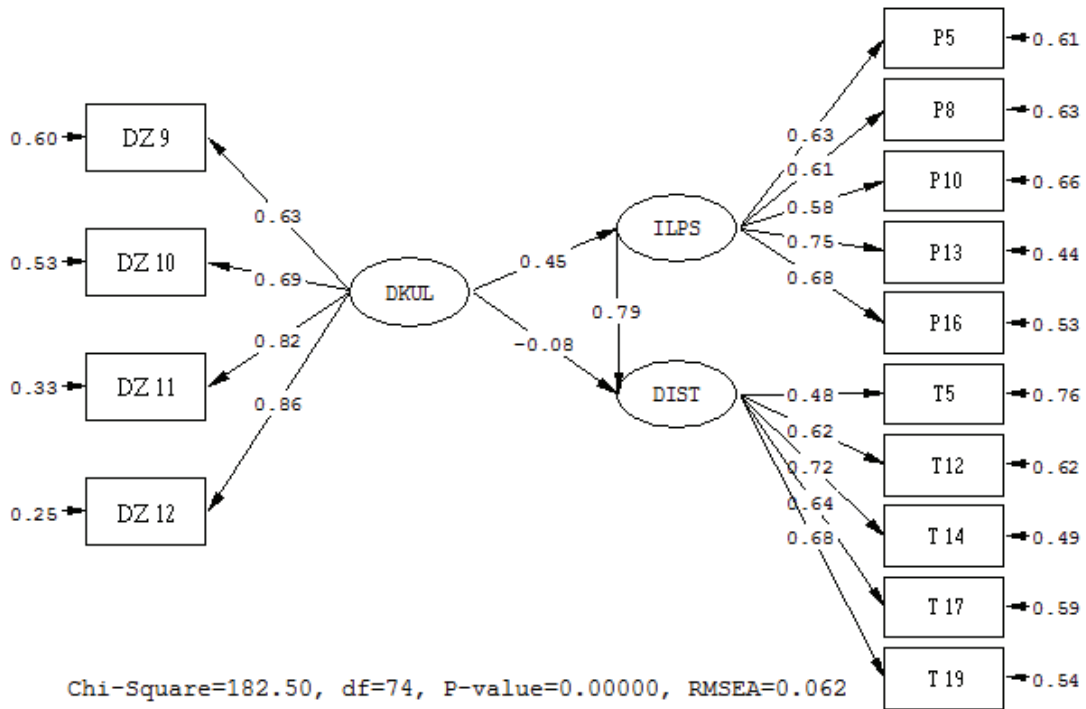 0.60
DZ 9
0.53
DZ 10
0.33
DZ 11
0.25
DZ 12
0.63
0.69
0.82
0.86
DKUL
0.45
-0.08
ILPS
0.79
DIST
0.63
0.61
0.58
0.75
0.68
0.48
0.62
0.72
0.64
0.68
P5
0.61
P8
0.63
P10
0.66
P13
0.44
P16
0.53
T5
0.76
T12
0.62
T 14
0.49
T 17
0.59
T 19
0.54
Chi-Square=182.50, df=74, P-value=0.00000, RMSEA=0.062